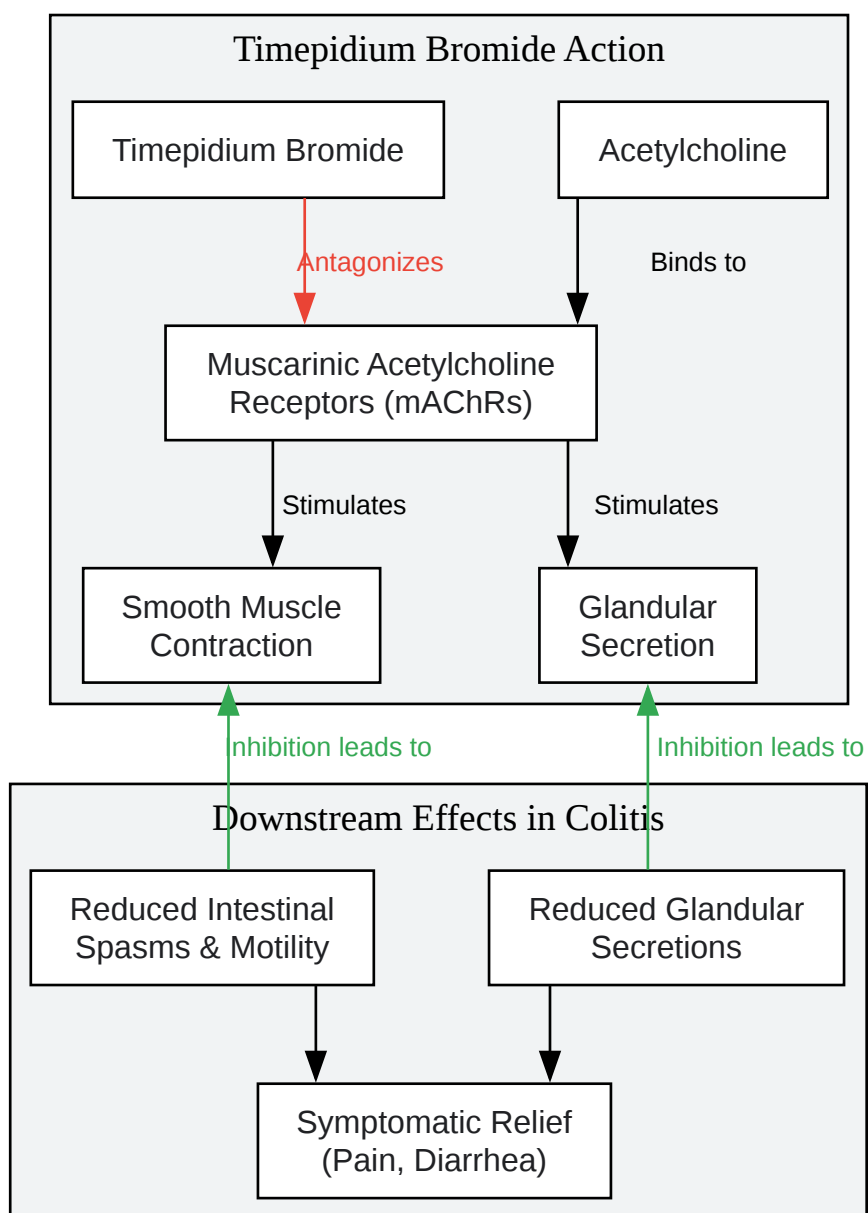 Timepidium Bromide Action
Timepidium Bromide
Acetylcholine
Antagonizes
Binds to
Muscarinic Acetylcholine
Receptors (mAChRs)
Stimulates
Stimulates
Smooth Muscle
Contraction
Glandular
Secretion
Inhibition leads to
Inhibition leads to
Downstream Effects in Colitis
Reduced Intestinal
Spasms & Motility
Reduced Glandular
Secretions
Symptomatic Relief
(Pain, Diarrhea)